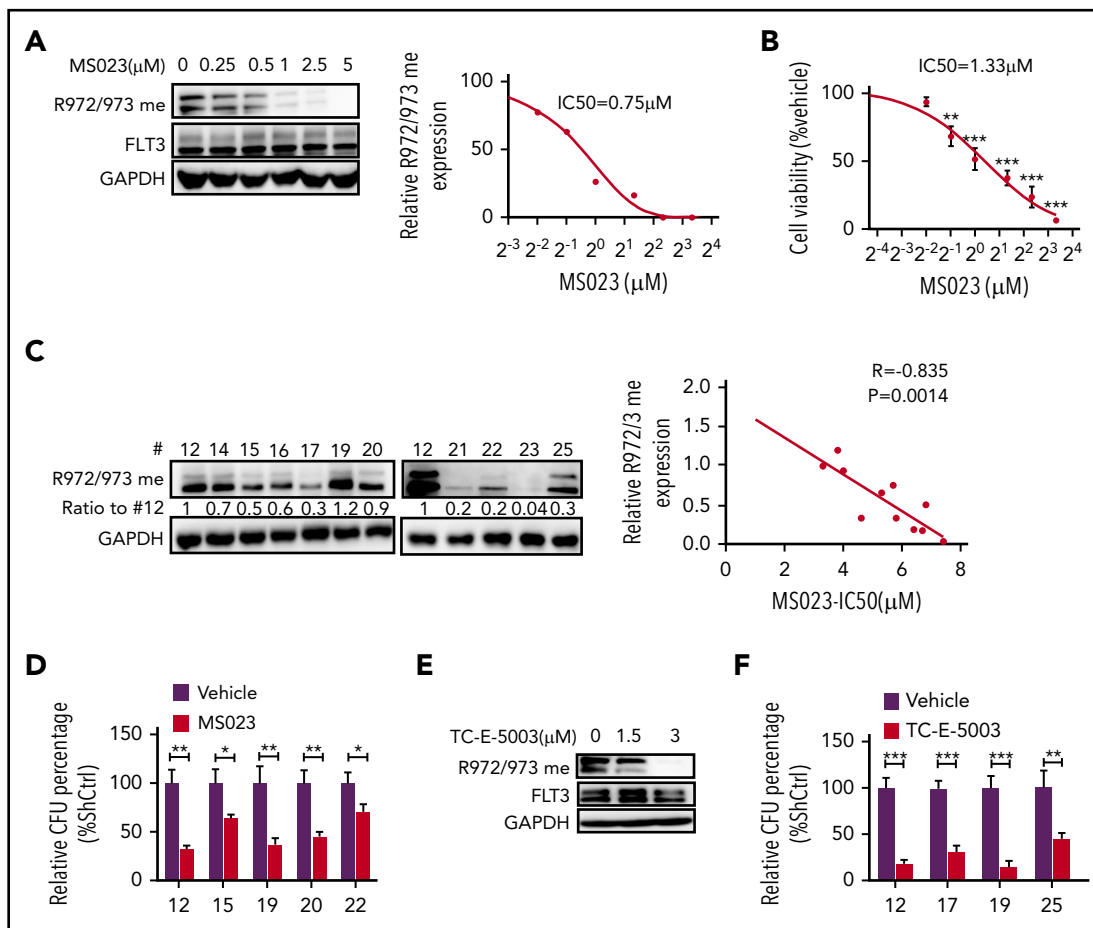 A
MS023(μM) 0 0.25 0.5 1 2.5 5
R972/973 me
FLT3
GAPDH
Relative R972/973 me
expression
100
50
0
IC50=0.75μM
2-3 2-2 2-1 20 21 22 23 24
MS023 (μM)
B
IC50=1.33μM
Cell viability (%vehicle)
100
50
0
** *** *** *** ***
2-4 2-3 2-2 2-1 20 21 22 23 24
MS023 (μM)
C
# 12 14 15 16 17 19 20 12 21 22 23 25
R972/973 me
Ratio to #12 1 0.7 0.5 0.6 0.3 1.2 0.9 1 0.2 0.2 0.04 0.3
GAPDH
R=-0.835
P=0.0014
Relative R972/3 me
expression
2.0
1.5
1.0
0.5
0.0
0 2 4 6 8
MS023-IC50(μM)
D
Vehicle
MS023
Relative CFU percentage
(%ShCtrl)
150
100
50
0
** * ** ** *
12 15 19 20 22
E
TC-E-5003(μM) 0 1.5 3
R972/973 me
FLT3
GAPDH
F
Vehicle
TC-E-5003
Relative CFU percentage
(%ShCtrl)
150
100
50
0
*** *** *** **
12 17 19 25